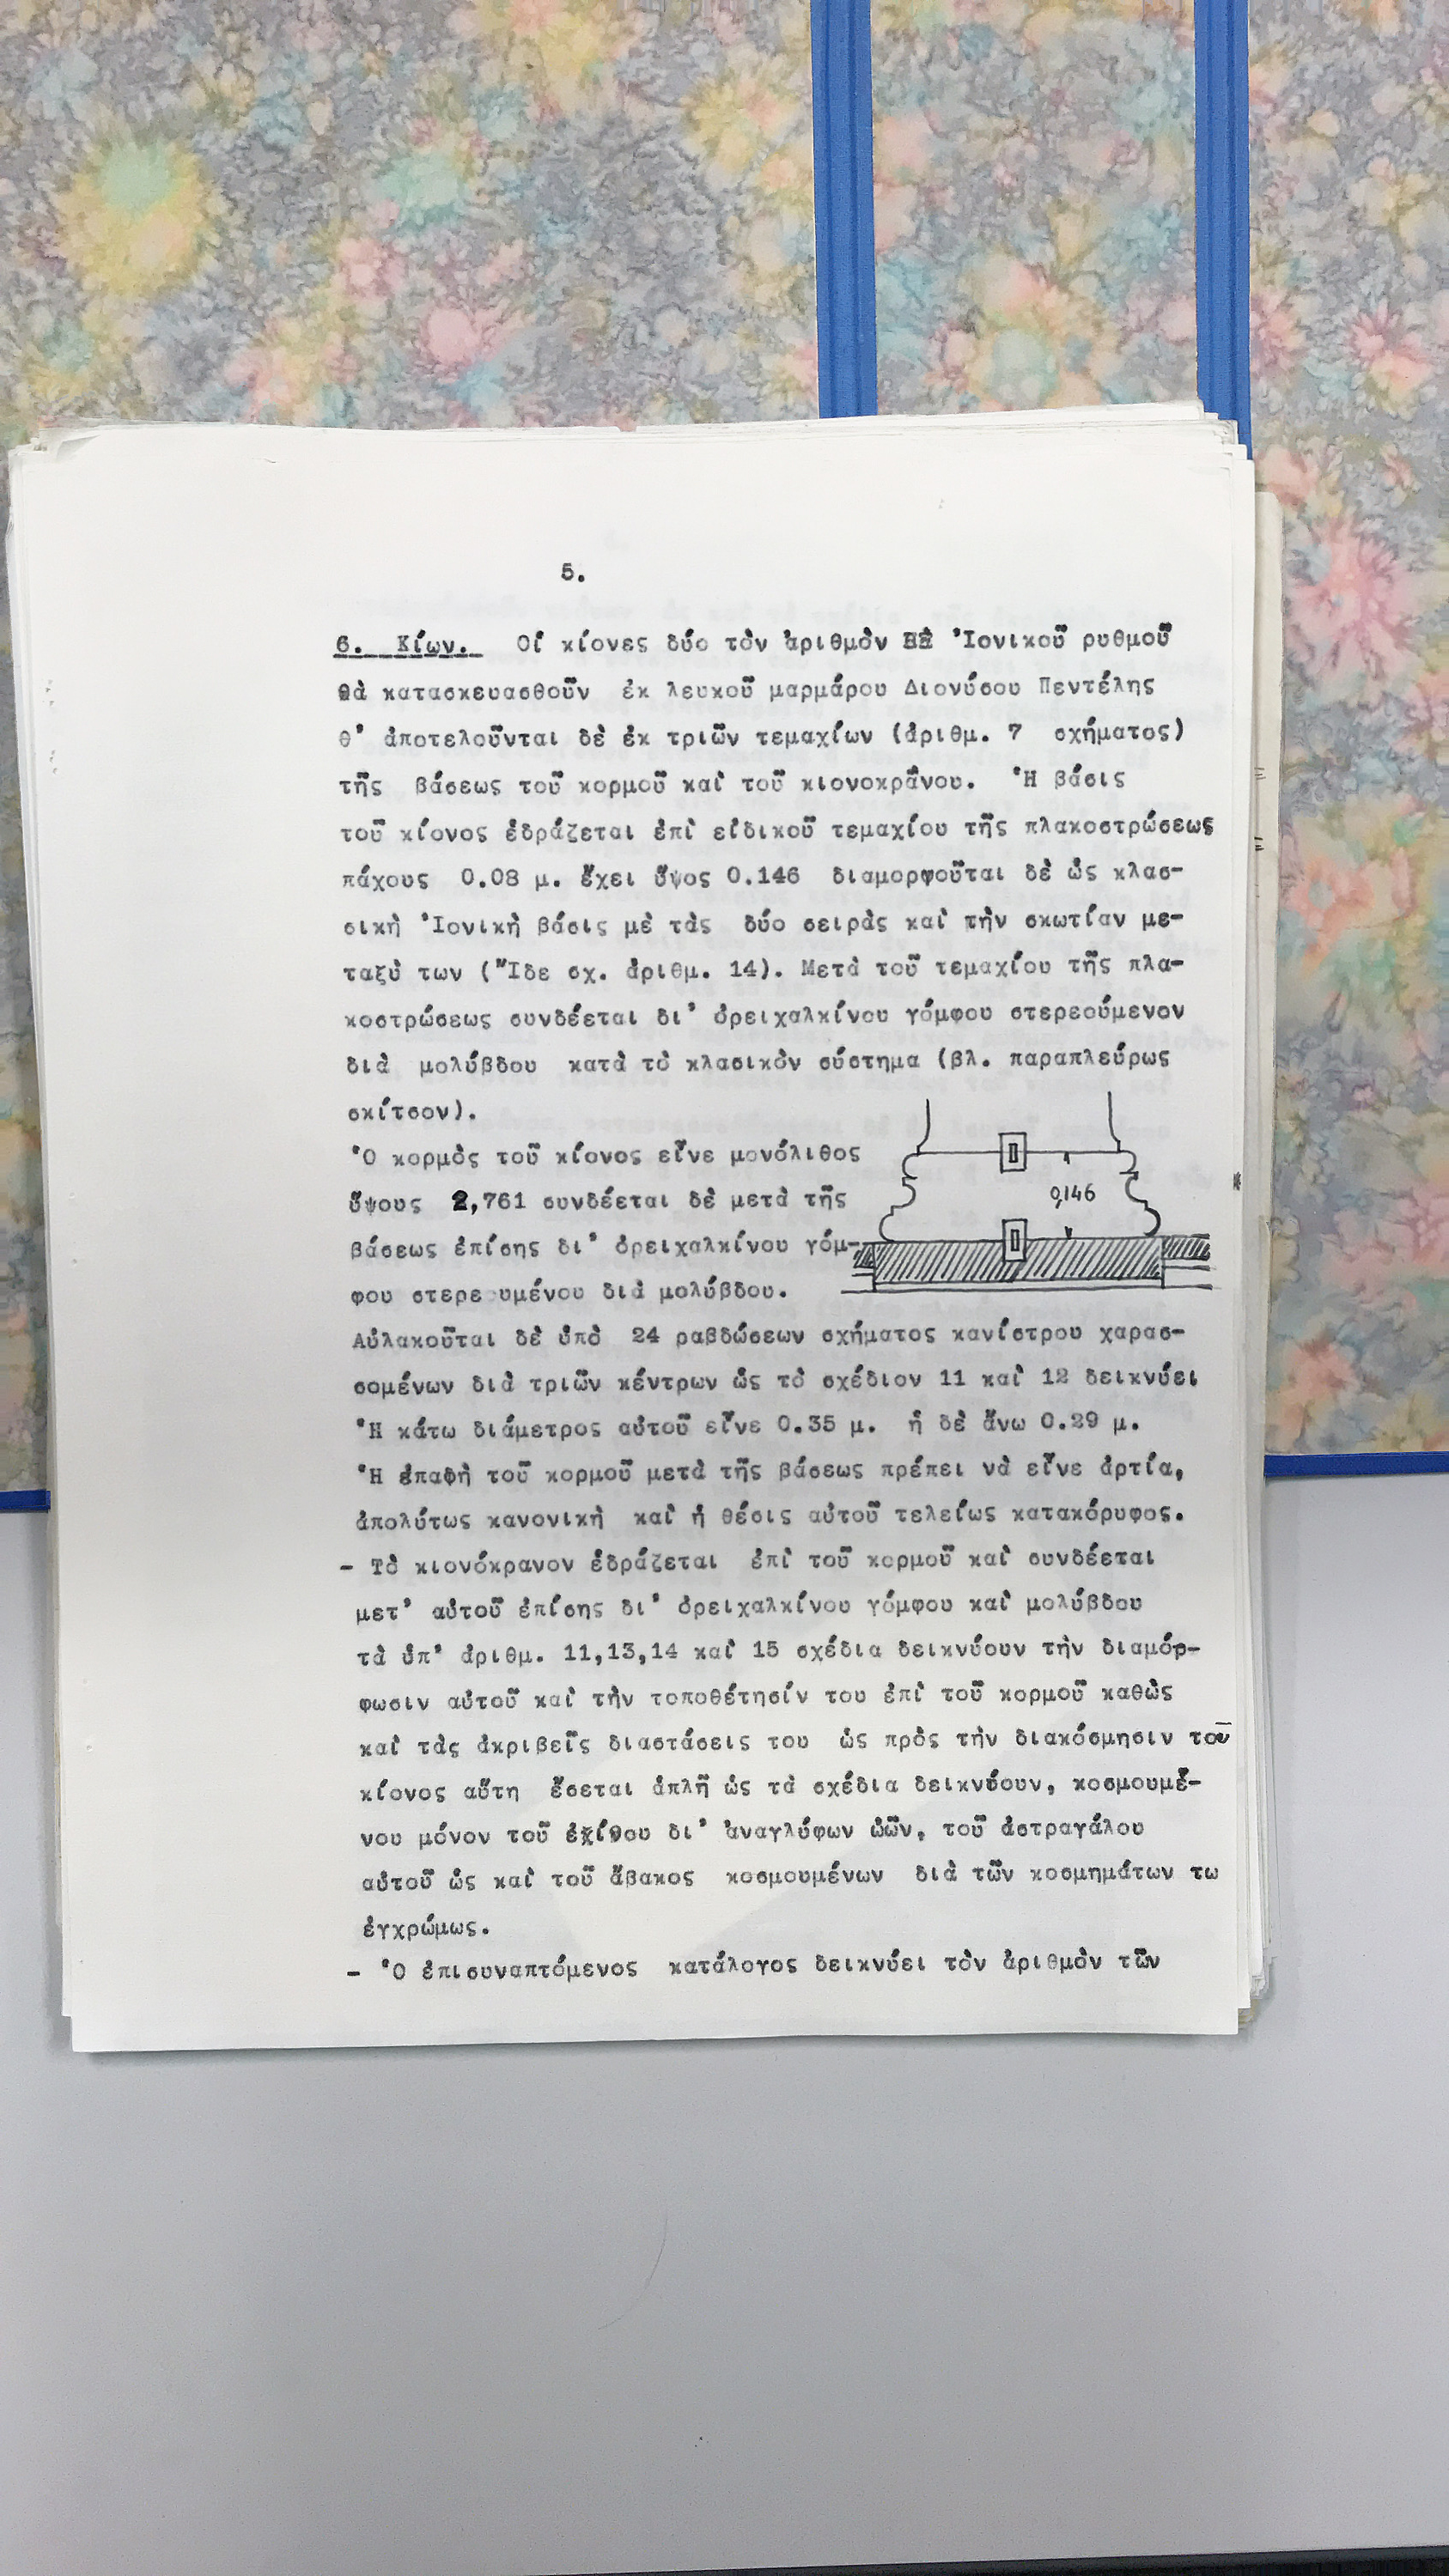 5.
6. Κίων. Οἱ κίονες δύο τὸν ἀριθμὸν Ἰονικοῦ ρυθμοῦ
θὰ κατασκευασθοῦν ἐκ λευκοῦ μαρμάρου Διονύσου Πεντέλης
θ' ἀποτελοῦνται δὲ ἐκ τριῶν τεμαχίων (ἀριθμ. 7 σχήματος)
τῆς βάσεως τοῦ κορμοῦ καὶ τοῦ κιονοκράνου. Ἡ βάσις
τοῦ κίονος ἑδράζεται ἐπὶ εἰδικοῦ τεμαχίου τῆς πλακοστρώσεως
πάχους 0.08 μ. ἔχει ὕψος 0.146 διαμορφοῦται δὲ ὡς κλασ-
σικὴ Ἰονικὴ βάσις μὲ τὰς δύο σειρὰς καὶ τὴν σκωτίαν με-
ταξὺ των (Ἴδε σχ. ἀριθμ. 14). Μετὰ τοῦ τεμαχίου τῆς πλα-
κοστρώσεως συνδέεται δι' ὀρειχαλκίνου γόμφου στερεούμενον
διὰ μολύβδου κατὰ τὸ κλασικὸν σύστημα (βλ. παραπλεύρως
σκίτσον).
Ὁ κορμὸς τοῦ κίονος εἶνε μονόλιθος
ὕψους 2,761 συνδέεται δὲ μετὰ τῆς
βάσεως ἐπίσης δι' ὀρειχαλκίνου γόμ-
φου στερε υμένου διὰ μολύβδου.
0,146
Αὐλακοῦται δὲ ὑπὸ 24 ραβδώσεων σχήματος κανίστρου χαρασ-
σομένων διὰ τριῶν κέντρων ὡς τὸ σχέδιον 11 καὶ 12 δεικνύει
Ἡ κάτω διάμετρος αὐτοῦ εἶνε 0.35 μ. ἡ δὲ ἄνω 0.29 μ.
Ἡ ἐπαφὴ τοῦ κορμοῦ μετὰ τῆς βάσεως πρέπει νὰ εἶνε ἀρτία,
ἀπολύτως κανονικὴ καὶ ἡ θέσις αὐτοῦ τελείως κατακόρυφος.
- Τὸ κιονόκρανον ἑδράζεται ἐπὶ τοῦ κορμοῦ καὶ συνδέεται
μετ' αὐτοῦ ἐπίσης δι' ὀρειχαλκίνου γόμφου καὶ μολύβδου
τὰ ὑπ' ἀριθμ. 11,13,14 καὶ 15 σχέδια δεικνύουν τὴν διαμόρ-
φωσιν αὐτοῦ καὶ τὴν τοποθέτησίν του ἐπὶ τοῦ κορμοῦ καθὼς
καὶ τὰς ἀκριβεῖς διαστάσεις του ὡς πρὸς τὴν διακόσμησιν τοῦ
κίονος αὕτη ἔσεται ἁπλῆ ὡς τὰ σχέδια δεικνύουν, κοσμουμέ-
νου μόνον τοῦ ἐχίνου δι' ἀναγλύφων ὠῶν, τοῦ ἀστραγάλου
αὐτοῦ ὡς καὶ τοῦ ἄβακος κοσμουμένων διὰ τῶν κοσμημάτων τω
ἐγχρώμως.
- Ὁ ἐπισυναπτόμενος κατάλογος δεικνύει τὸν ἀριθμὸν τῶν